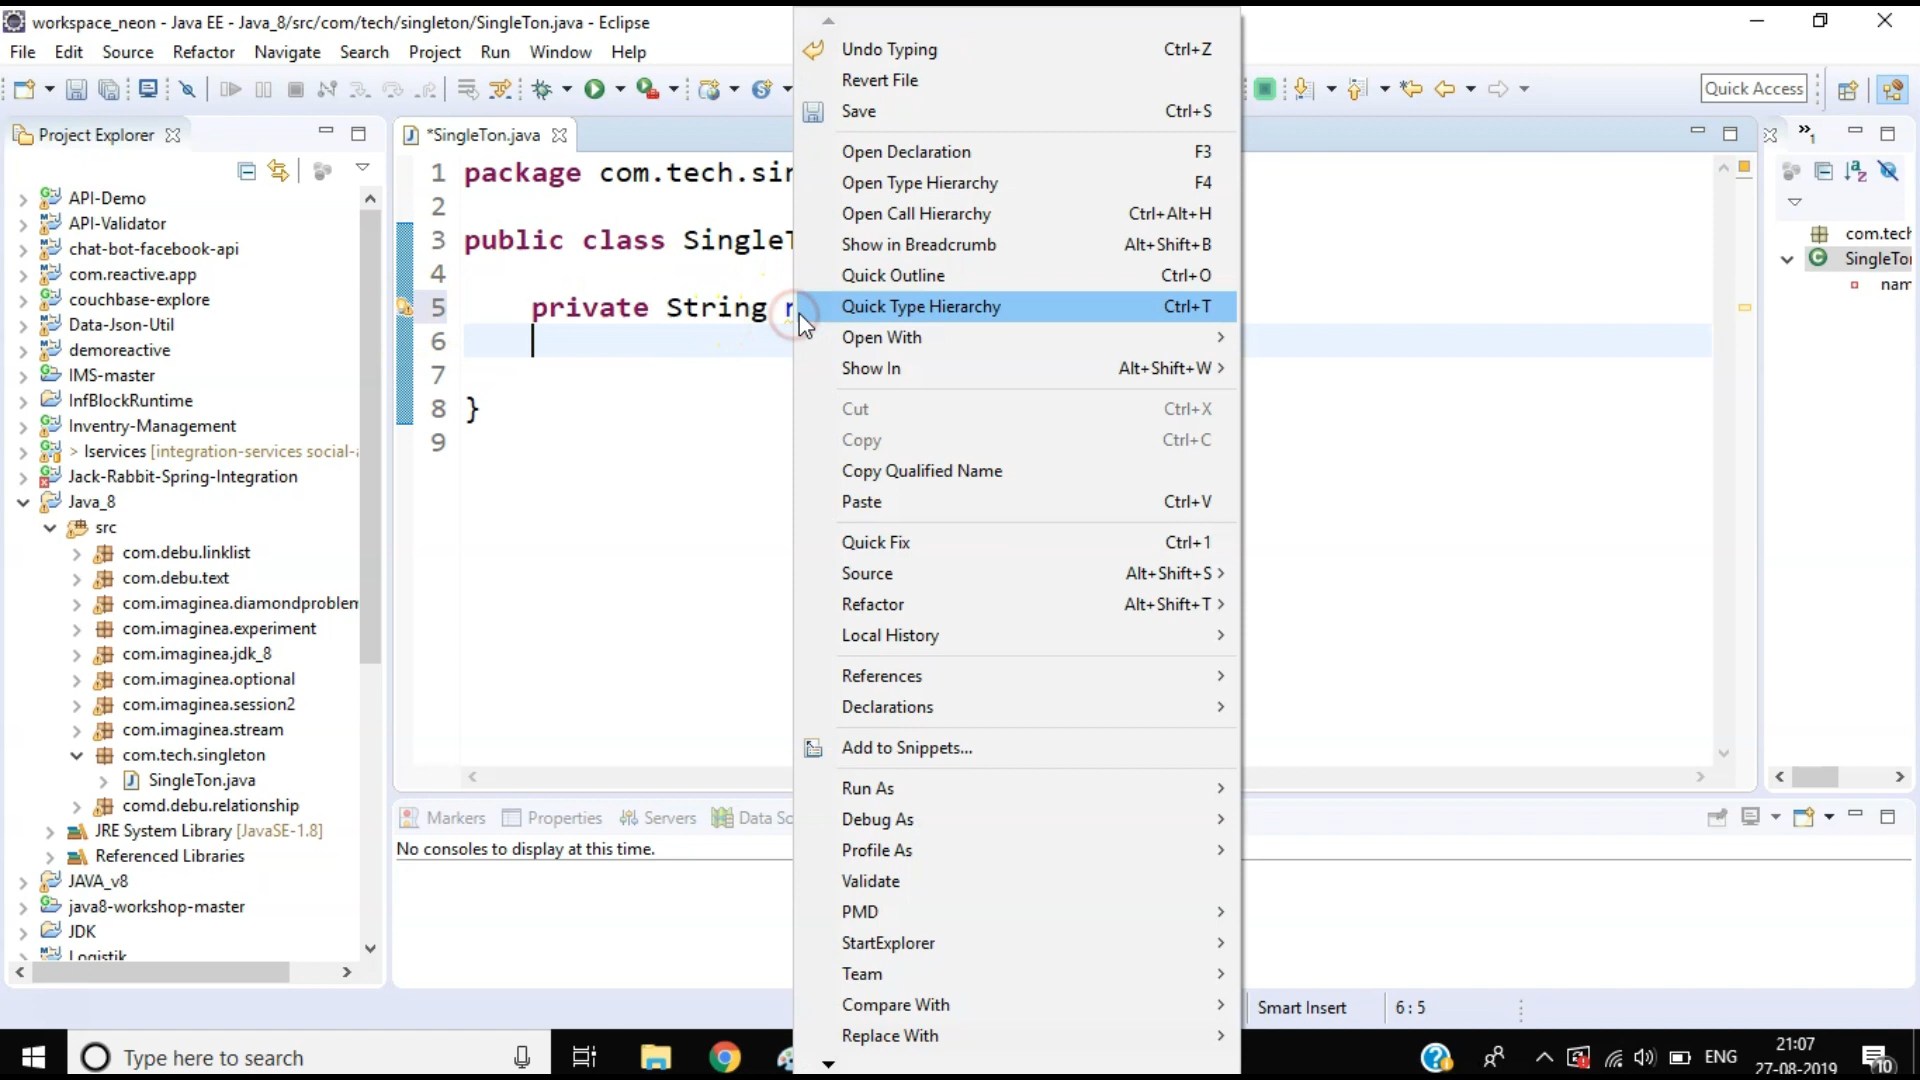 workspace_neon - Java EE - Java_8/src/com/tech/singleton/SingleTon.java - Eclipse
File Edit Source Refactor Navigate Search Project Run Window Help
Quick Access
Project Explorer
API-Demo
API-Validator
chat-bot-facebook-api
com.reactive.app
couchbase-explore
Data-Json-Util
demoreactive
IMS-master
InfBlockRuntime
Inventry-Management
> Iservices [integration-services social-
Jack-Rabbit-Spring-Integration
Java_8
src
com.debu.linklist
com.debu.text
com.imaginea.diamondproblem
com.imaginea.experiment
com.imaginea.jdk_8
com.imaginea.optional
com.imaginea.session2
com.imaginea.stream
com.tech.singleton
SingleTon.java
comd.debu.relationship
JRE System Library [JavaSE-1.8]
Referenced Libraries
JAVA_v8
java8-workshop-master
JDK
Logistik
*SingleTon.java
1 package com.tech.sin
2
3 public class SingleT
4
5 private String n
6
7
8 }
9
Undo Typing Ctrl+Z
Revert File
Save Ctrl+S
Open Declaration F3
Open Type Hierarchy F4
Open Call Hierarchy Ctrl+Alt+H
Show in Breadcrumb Alt+Shift+B
Quick Outline Ctrl+O
Quick Type Hierarchy Ctrl+T
Open With
Show In Alt+Shift+W
Cut Ctrl+X
Copy Ctrl+C
Copy Qualified Name
Paste Ctrl+V
Quick Fix Ctrl+1
Source Alt+Shift+S
Refactor Alt+Shift+T
Local History
References
Declarations
Add to Snippets...
Run As
Debug As
Profile As
Validate
PMD
StartExplorer
Team
Compare With
Replace With
com.tech
SingleTon
nam
Markers Properties Servers Data So
No consoles to display at this time.
Smart Insert 6 : 5
Type here to search
ENG
21:07
27-08-2019
10